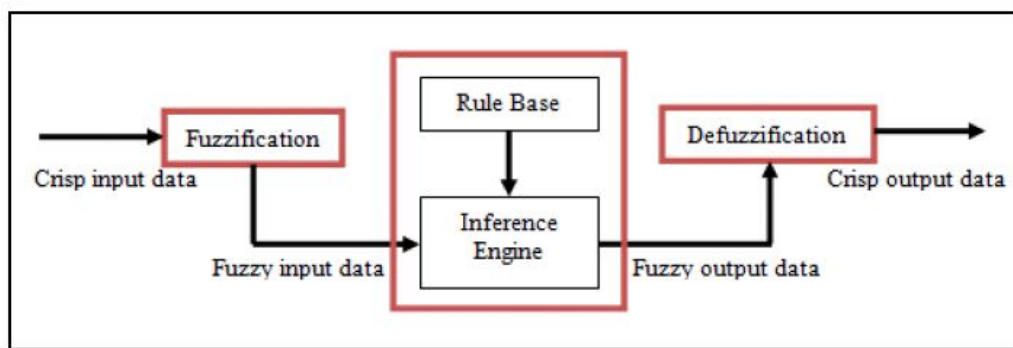 Rule Base
Fuzzification
Defuzzification
Crisp input data
Crisp output data
Inference
Engine
Fuzzy input data
Fuzzy output data